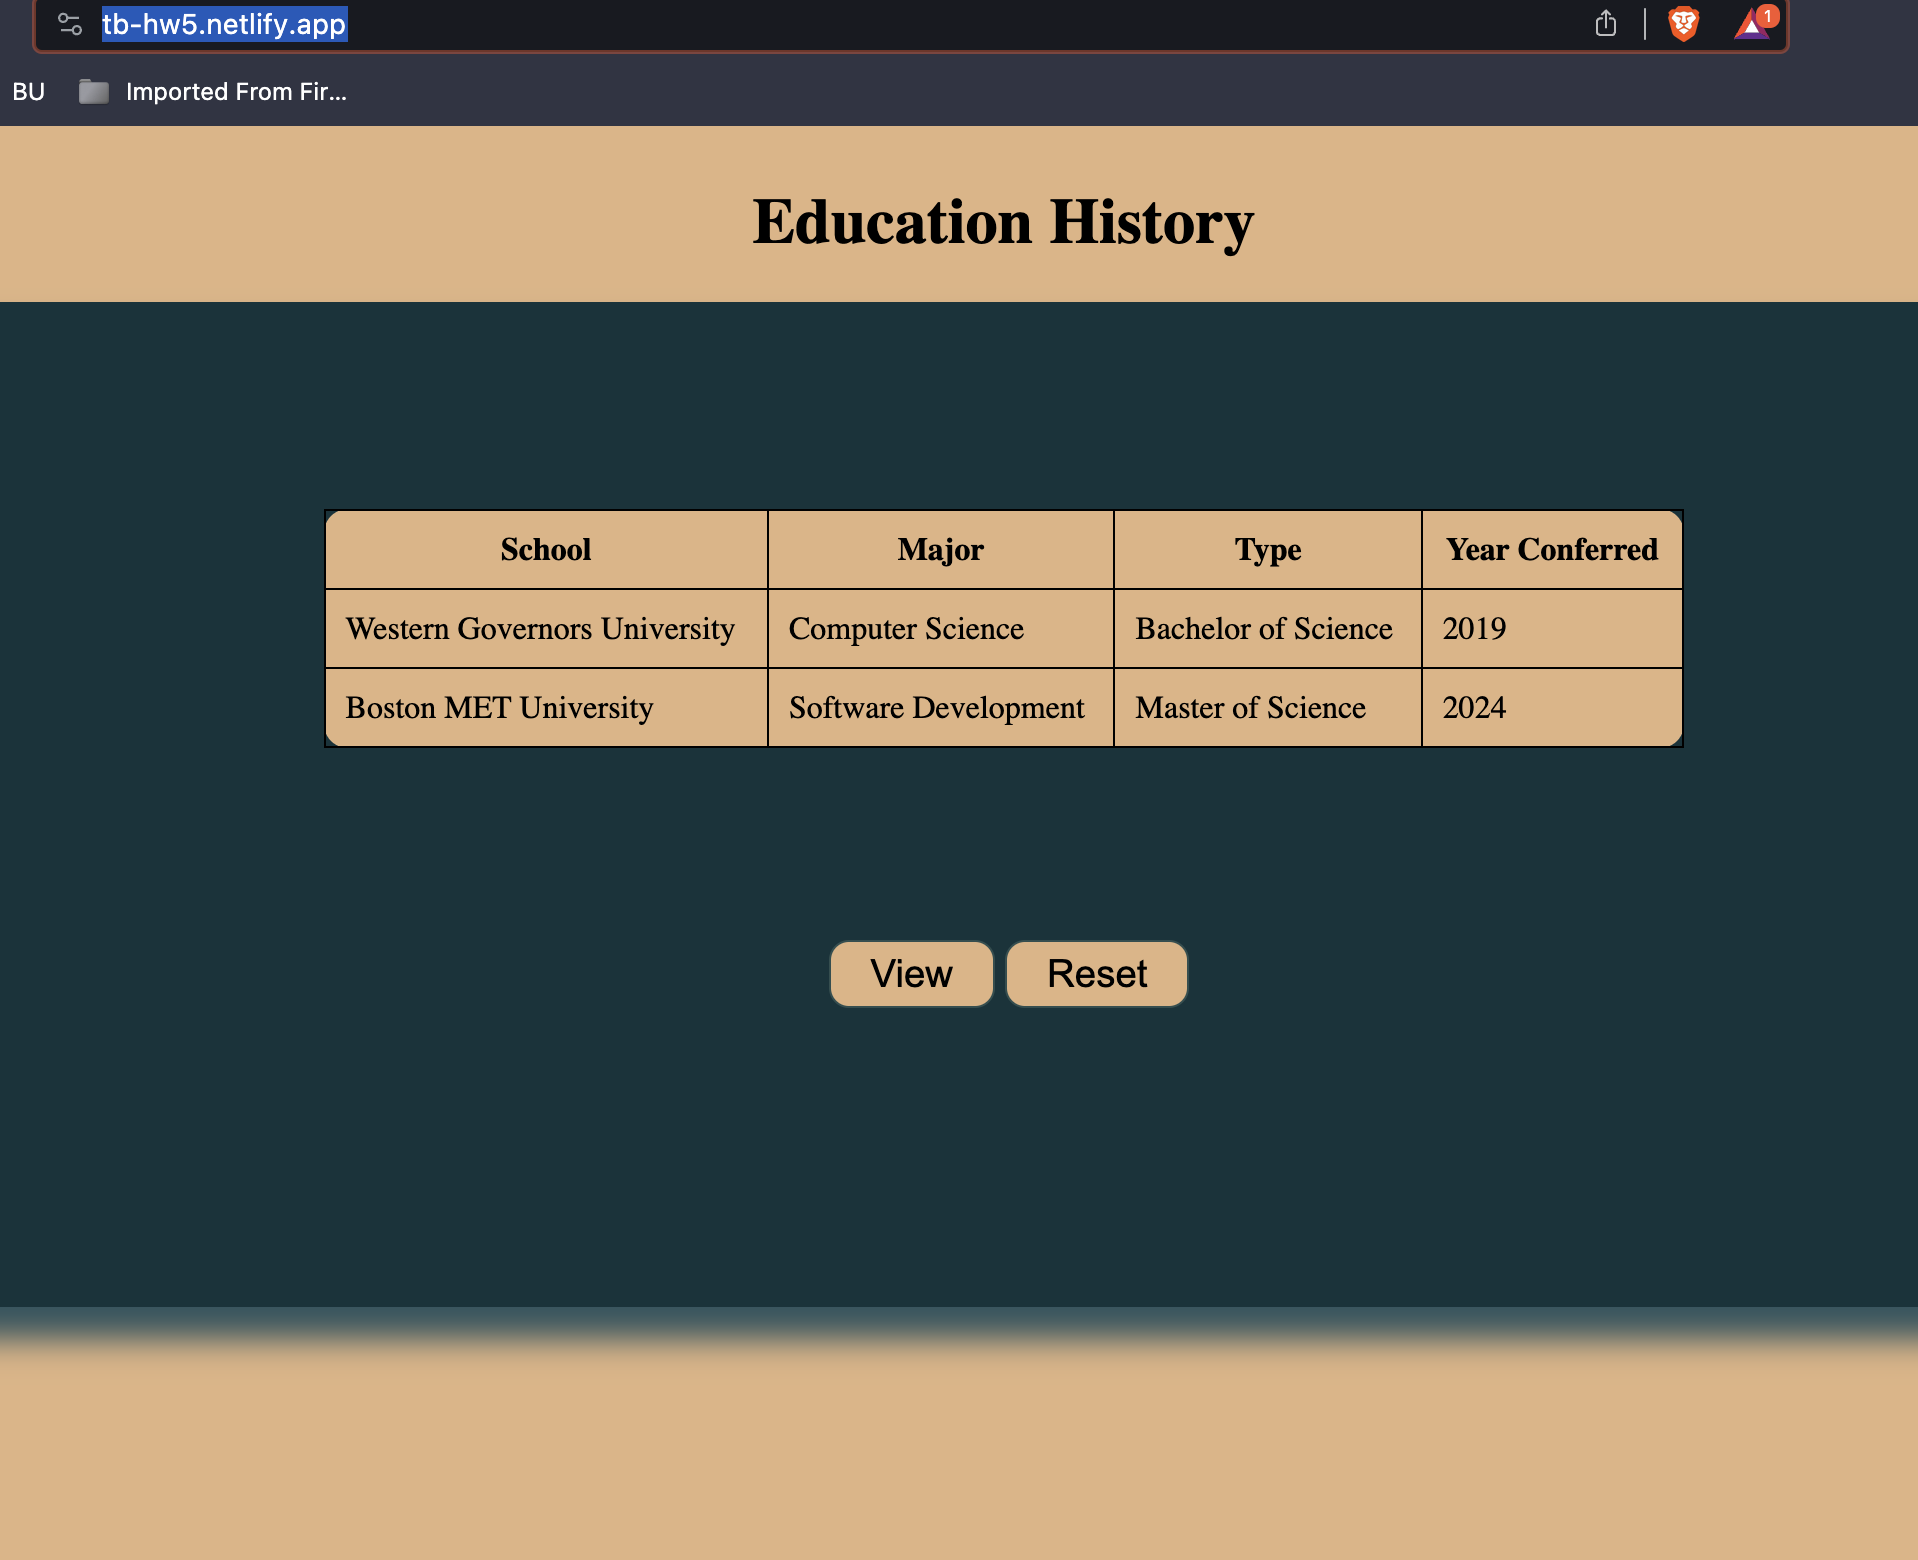 tb-hw5.netlify.app
1
BU
Imported From Fir...
Education History
School Major Type Year Conferred
Western Governors University Computer Science Bachelor of Science 2019
Boston MET University Software Development Master of Science 2024
View Reset